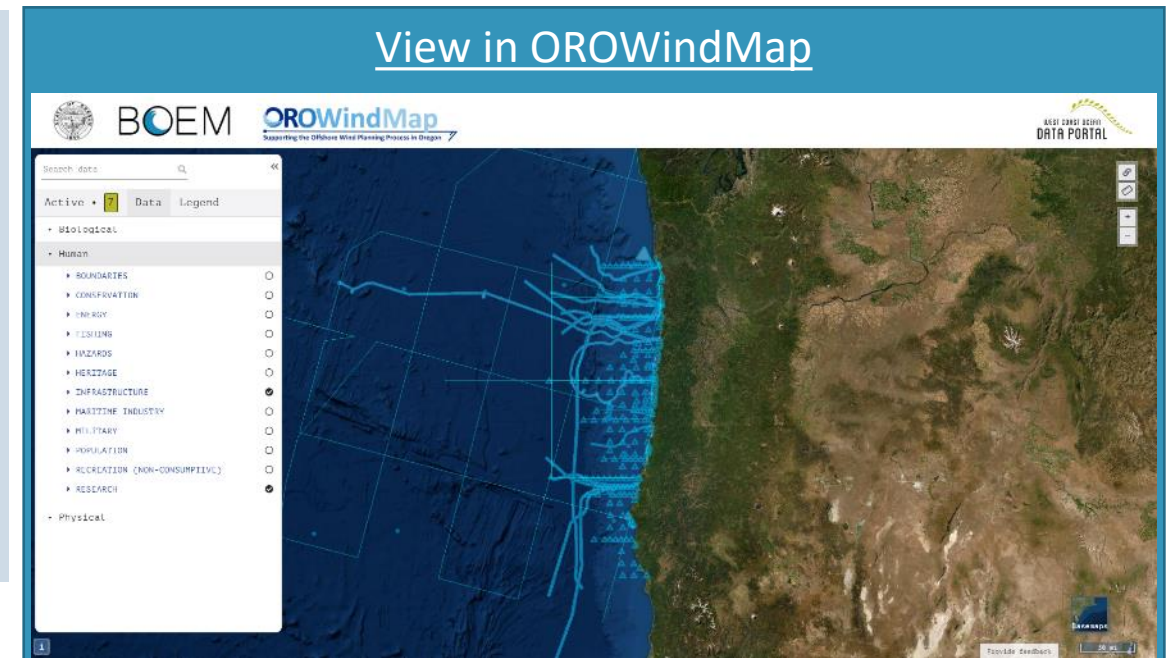 View in OROWindMap
BOEM
OROWindMap
Supporting the Offshore Wind Planning Process in Oregon
WEST COAST OCEAN
DATA PORTAL
Search data
«
Active 7 Data Legend
Biological
Human
BOUNDARIES
CONSERVATION
ENERGY
FISHING
HAZARDS
HERITAGE
INFRASTRUCTURE
MARITIME INDUSTRY
MILITARY
POPULATION
RECREATION (NON-CONSUMPTIVE)
RESEARCH
Physical
+
-
Basemaps
i
Provide feedback
50 mi